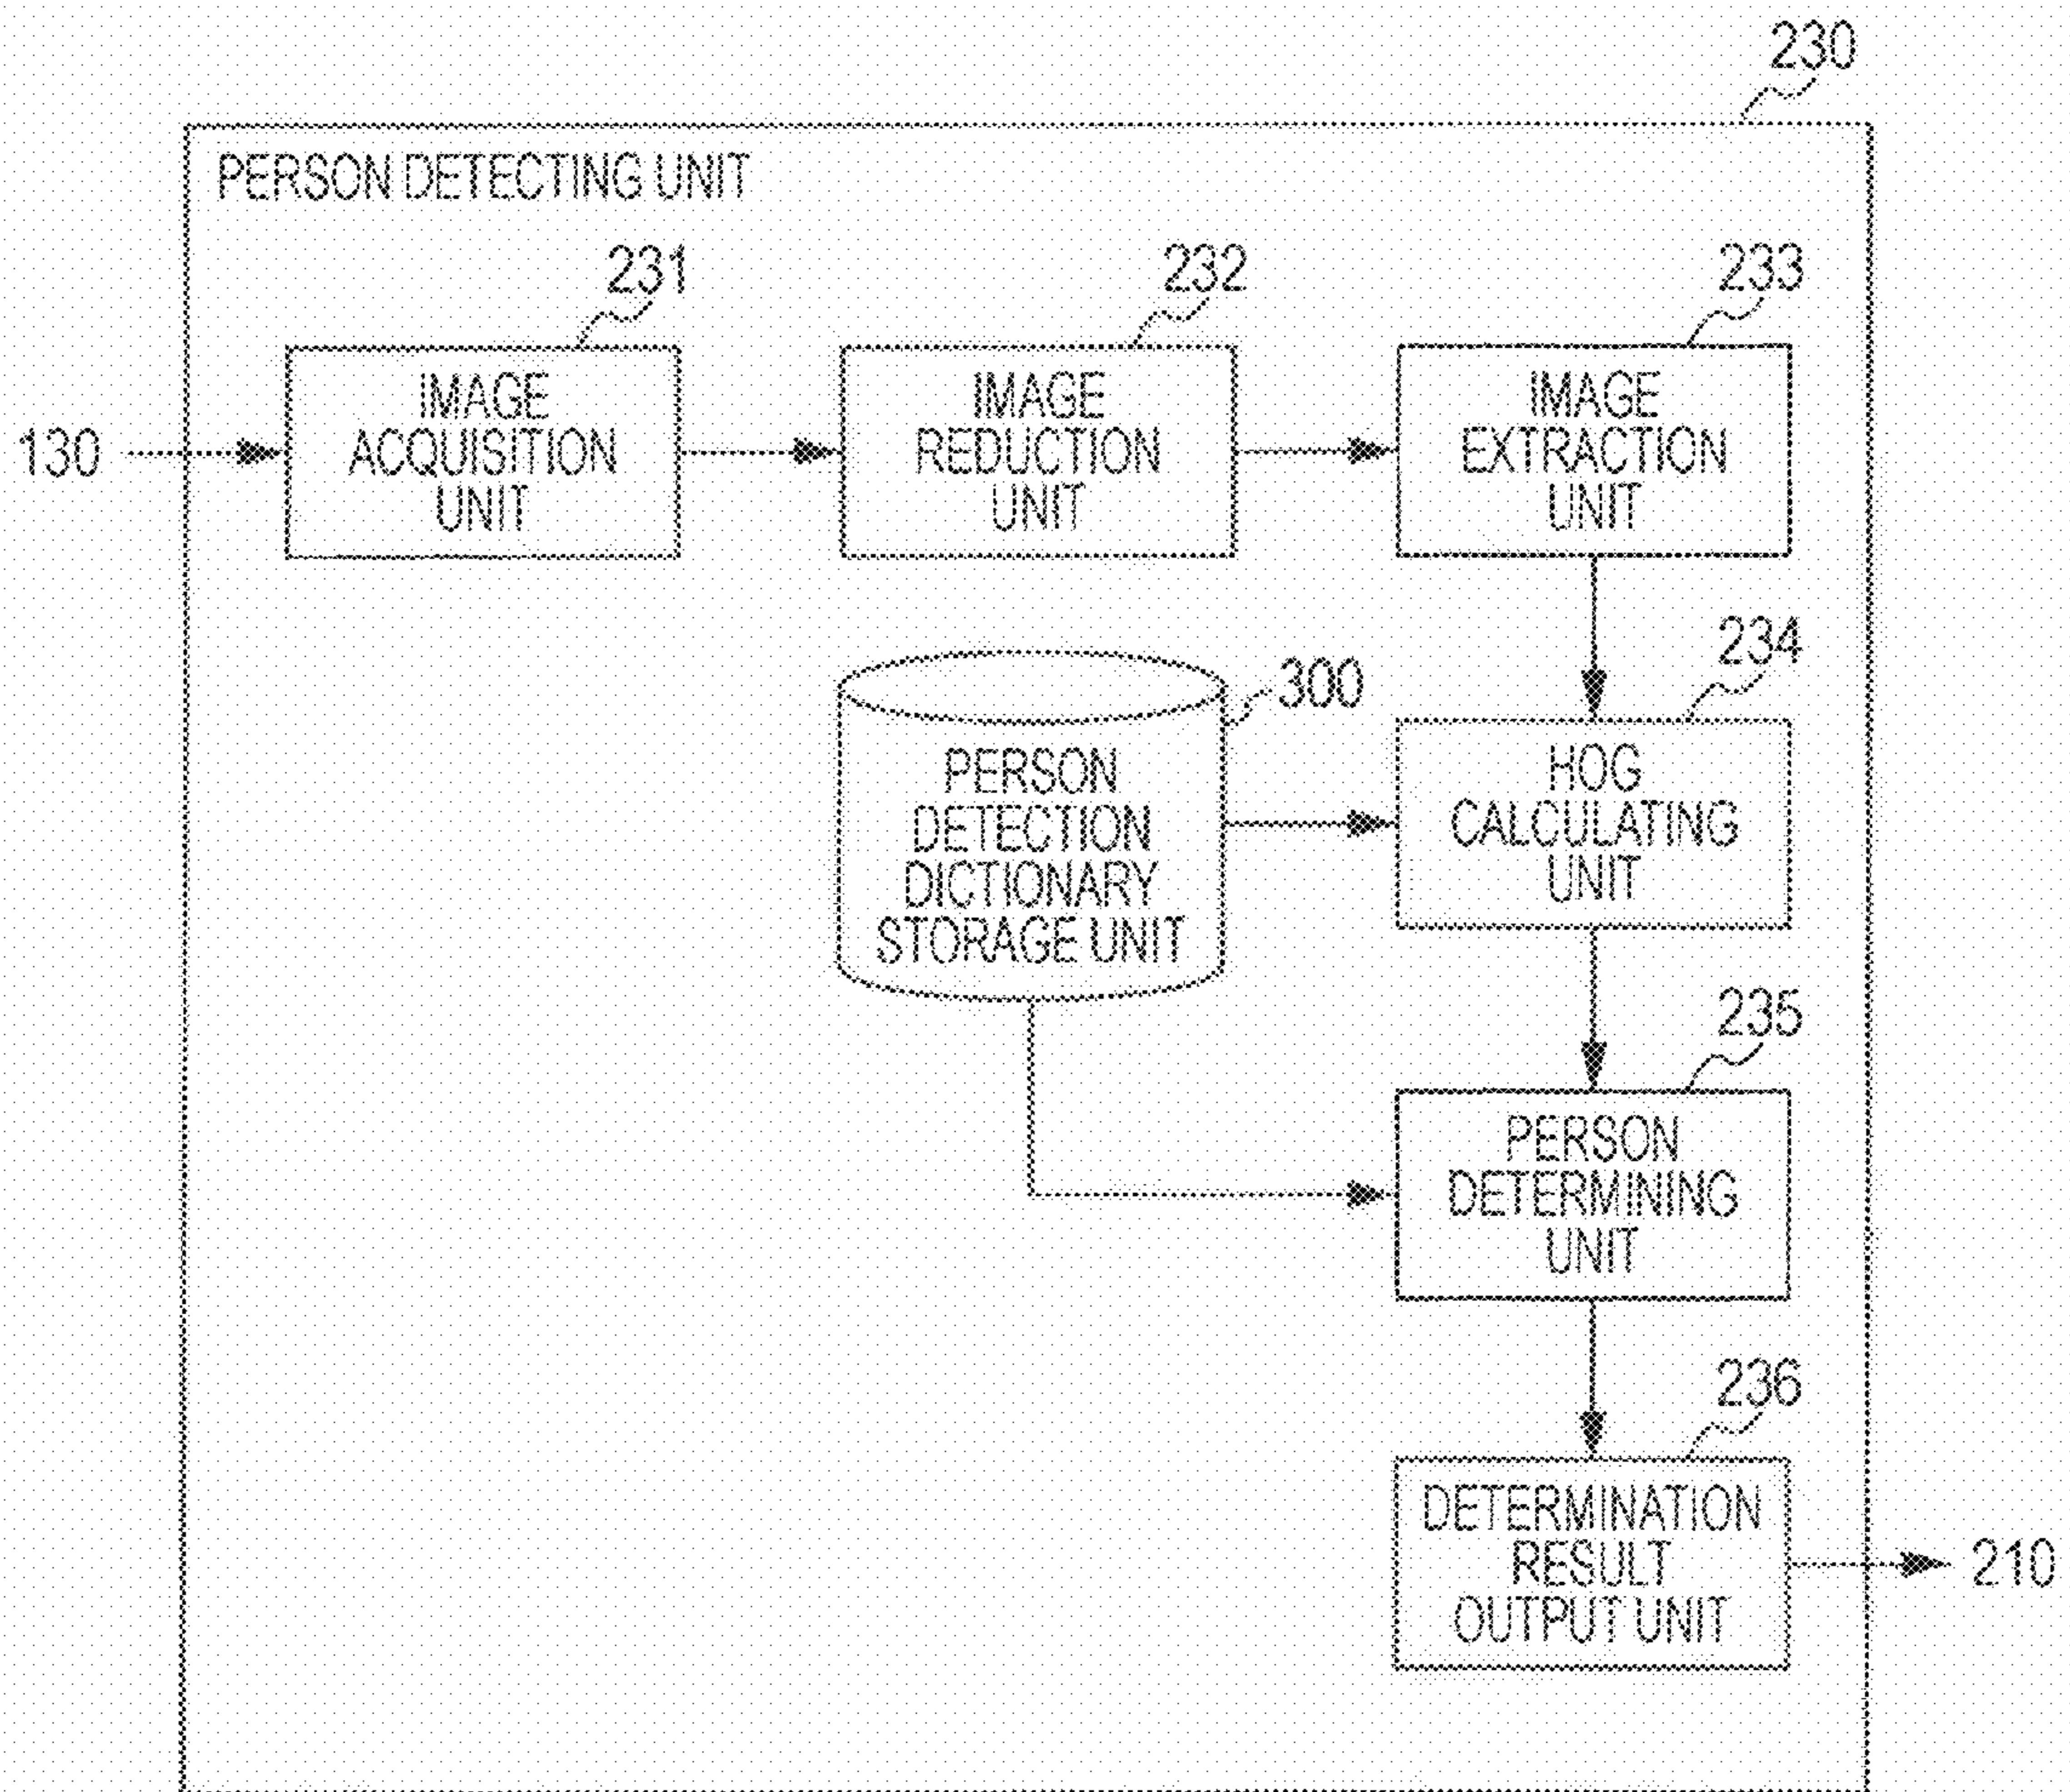 230
PERSON DETECTING UNIT
231
232
233
130
IMAGE
ACQUISITION
UNIT
IMAGE
REDUCTION
UNIT
IMAGE
EXTRACTION
UNIT
234
300
PERSON
DETECTION
DICTIONARY
STORAGE UNIT
HOG
CALCULATING
UNIT
235
PERSON
DETERMINING
UNIT
236
DETERMINATION
RESULT
OUTPUT UNIT
210